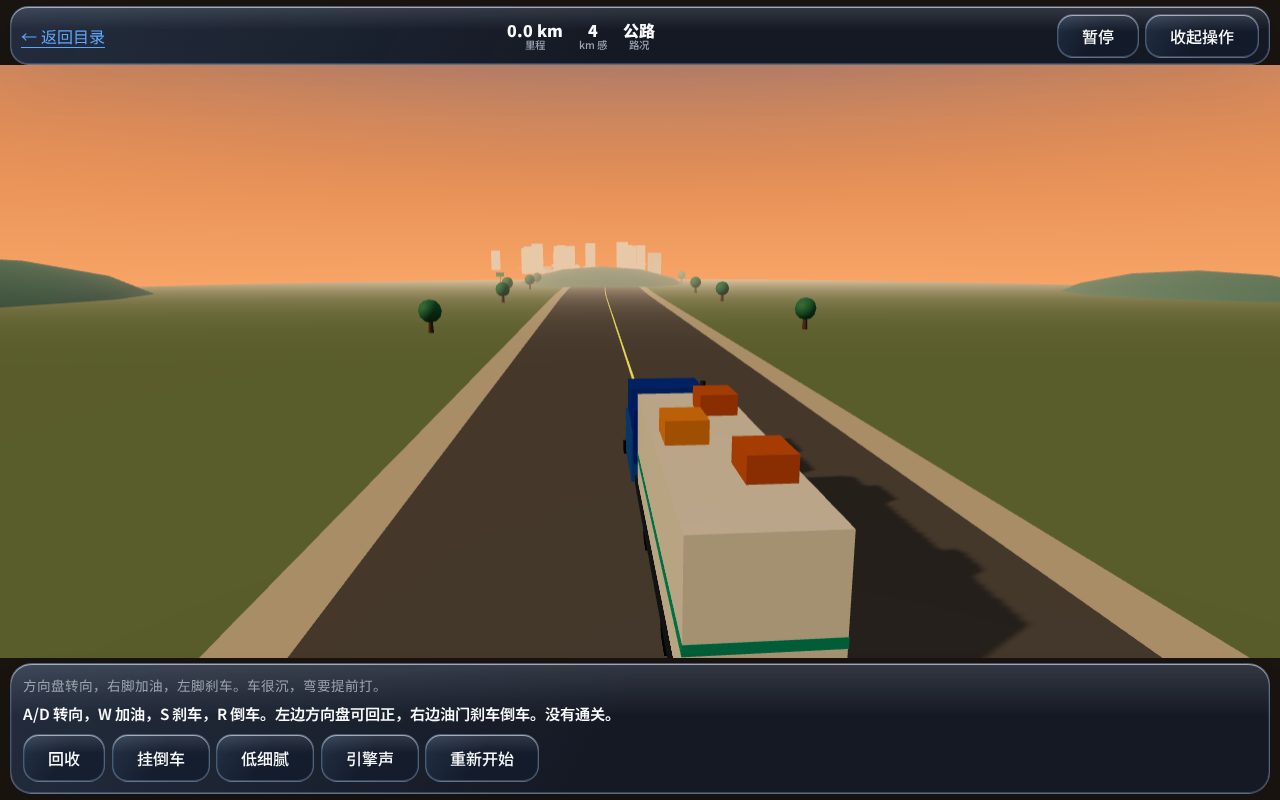 ← 返回目录
0.0 km
里程
4
km 感
公路
路况
暂停
收起操作
方向盘转向，右脚加油，左脚刹车。车很沉，弯要提前打。
A/D 转向，W 加油，S 刹车，R 倒车。左边方向盘可回正，右边油门刹车倒车。没有通关。
回收
挂倒车
低细腻
引擎声
重新开始